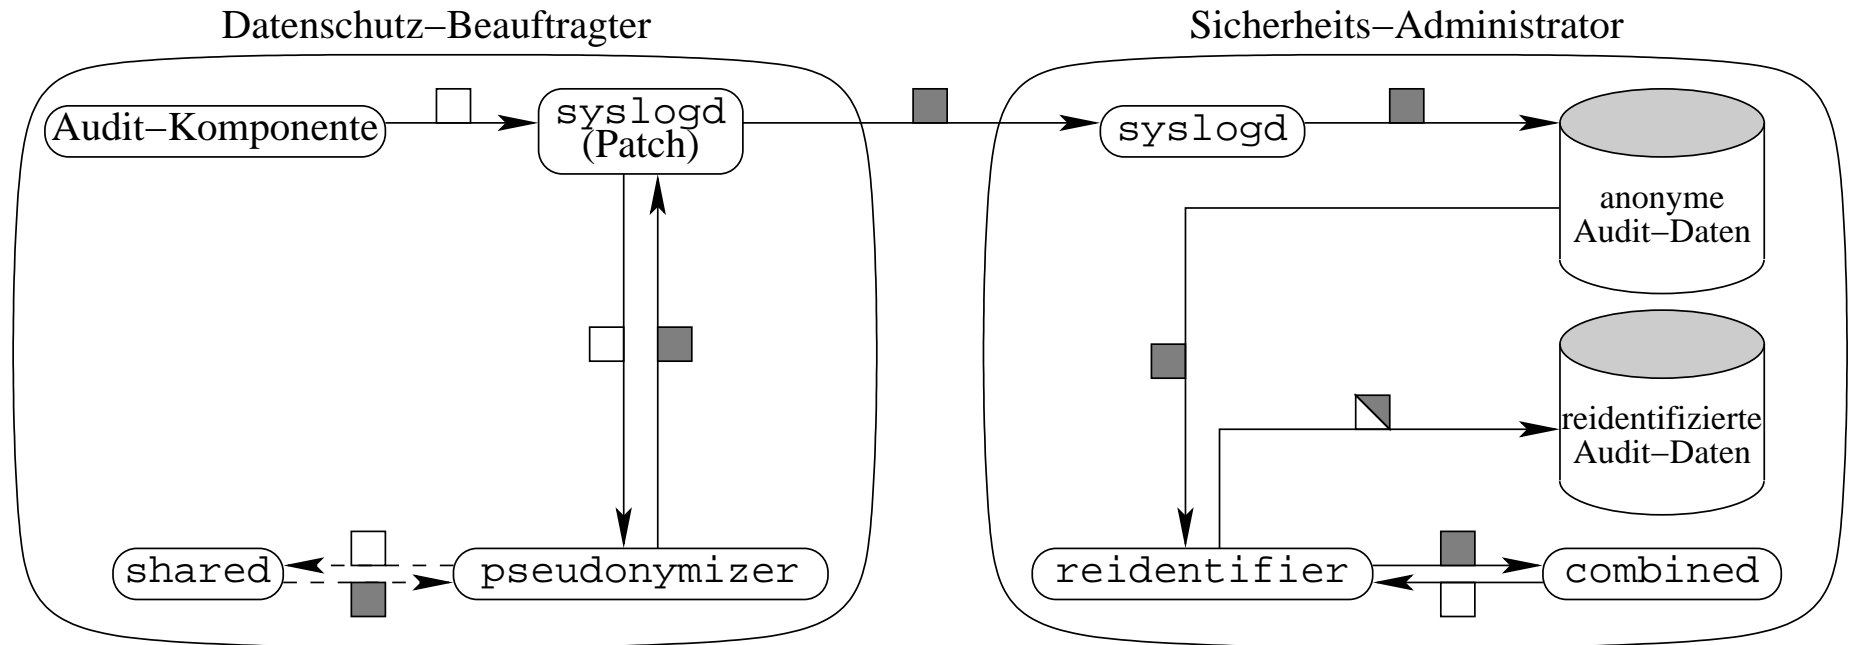 Datenschutz–Beauftragter
Sicherheits–Administrator
Audit–Komponente
syslogd
(Patch)
syslogd
anonyme
Audit–Daten
reidentifizierte
Audit–Daten
shared
pseudonymizer
reidentifier
combined